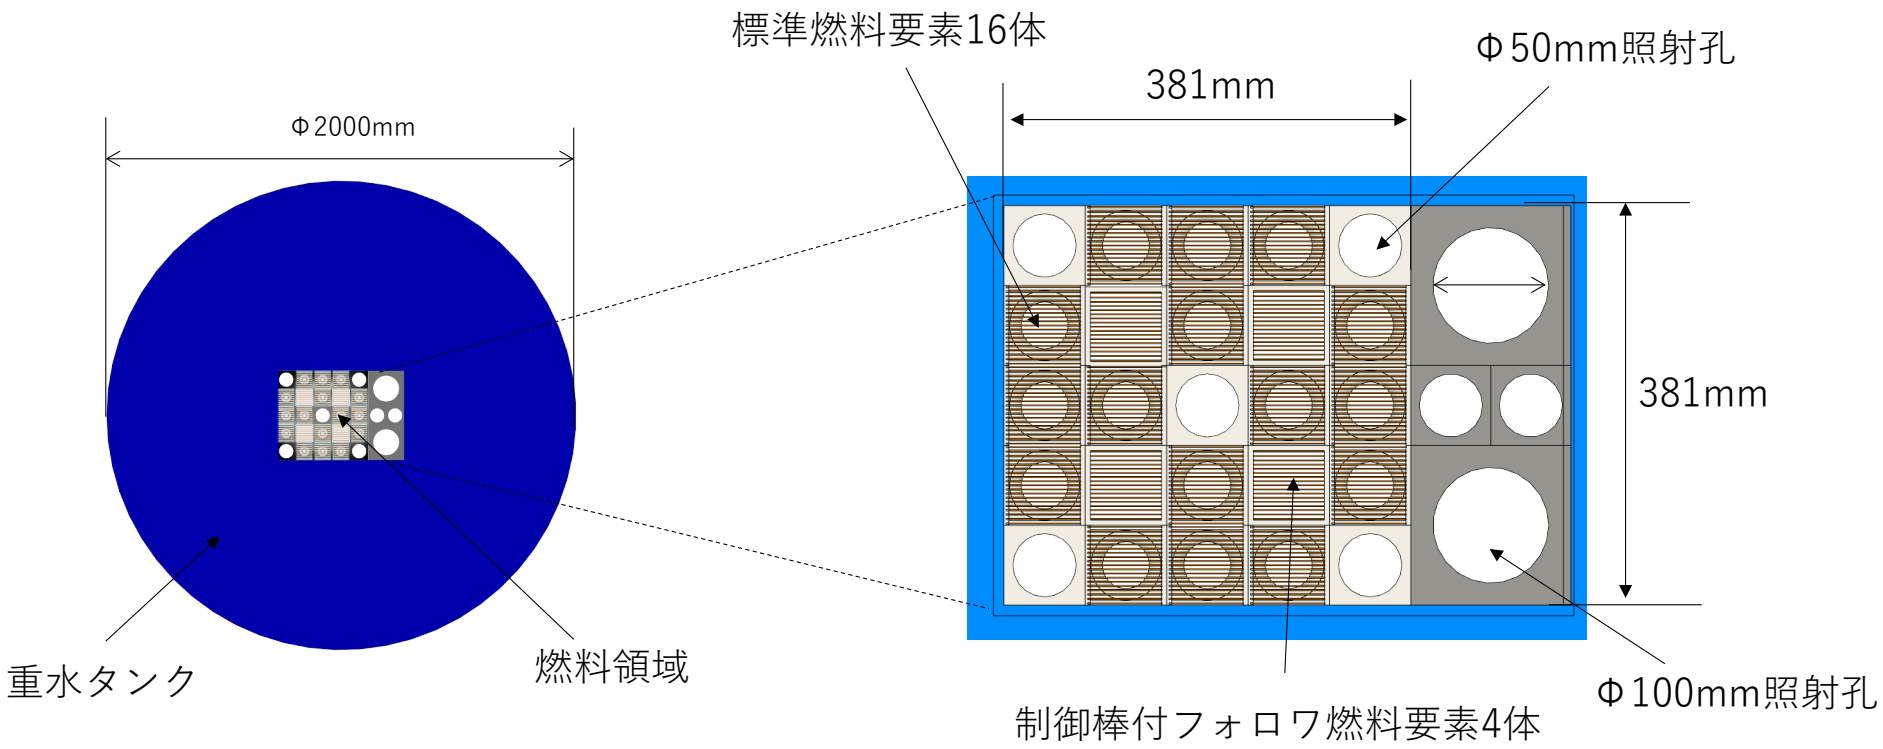 標準燃料要素16体
Φ50mm照射孔
381mm
Φ2000mm
381mm
重水タンク
燃料領域
Φ100mm照射孔
制御棒付フォロワ燃料要素4体